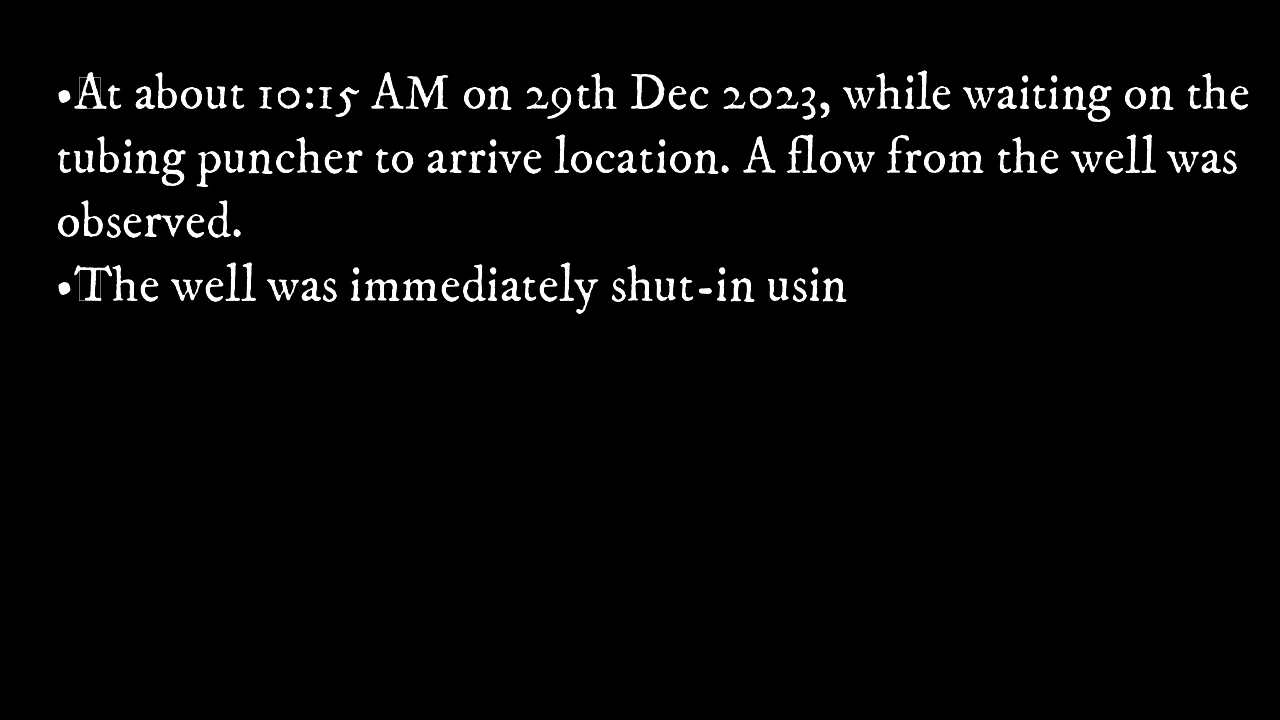 •At about 10:15 AM on 29th Dec 2023, while waiting on the
tubing puncher to arrive location. A flow from the well was
observed.
•The well was immediately shut-in usin